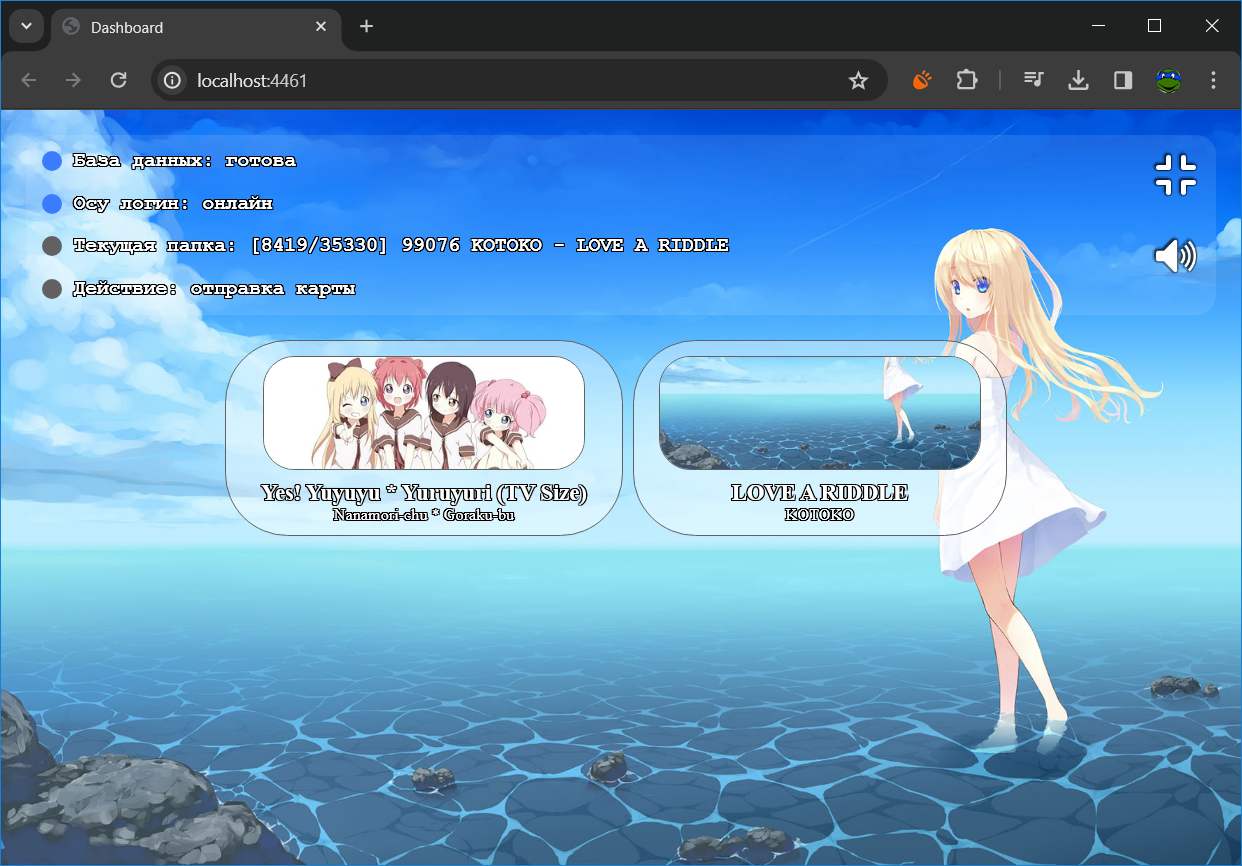 Dashboard
localhost:4461
База данных: готова
Осу логин: онлайн
Текущая папка: [8419/35330] 99076 KOTOKO - LOVE A RIDDLE
Действие: отправка карты
Yes! Yuyuyu * Yuruyuri (TV Size)
Nanamori-chu * Goraku-bu
LOVE A RIDDLE
KOTOKO